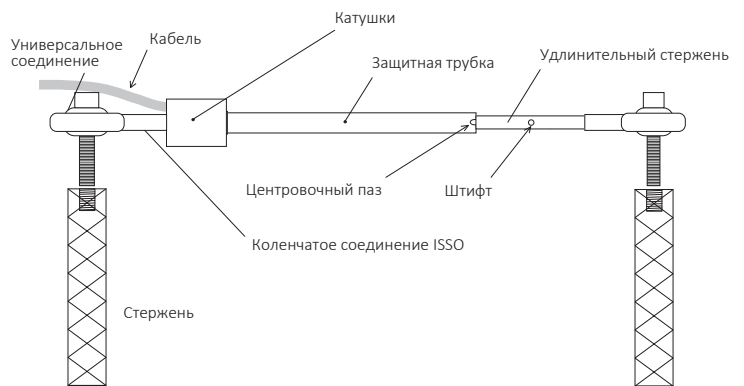 Катушки
Универсальное
соединение
Кабель
Защитная трубка
Удлинительный стержень
Центровочный паз
Штифт
Коленчатое соединение ISSO
Стержень